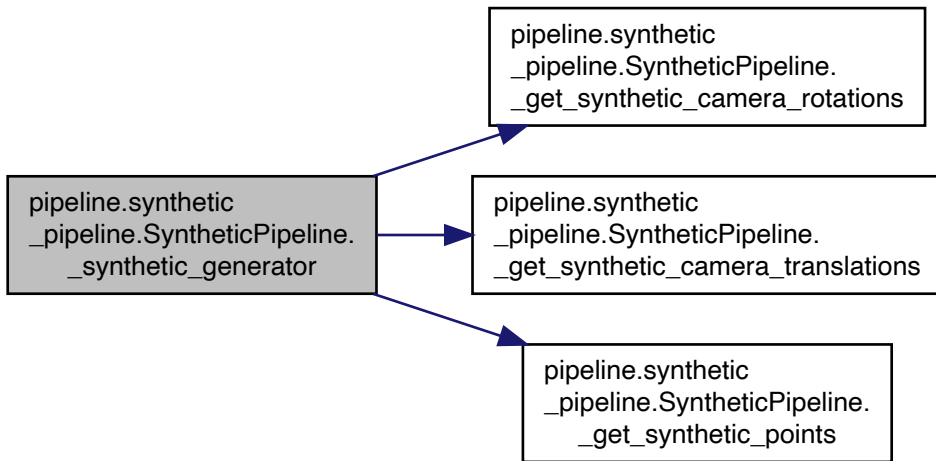 pipeline.synthetic
_pipeline.SyntheticPipeline.
_get_synthetic_camera_rotations
pipeline.synthetic
_pipeline.SyntheticPipeline.
_synthetic_generator
pipeline.synthetic
_pipeline.SyntheticPipeline.
_get_synthetic_camera_translations
pipeline.synthetic
_pipeline.SyntheticPipeline.
_get_synthetic_points